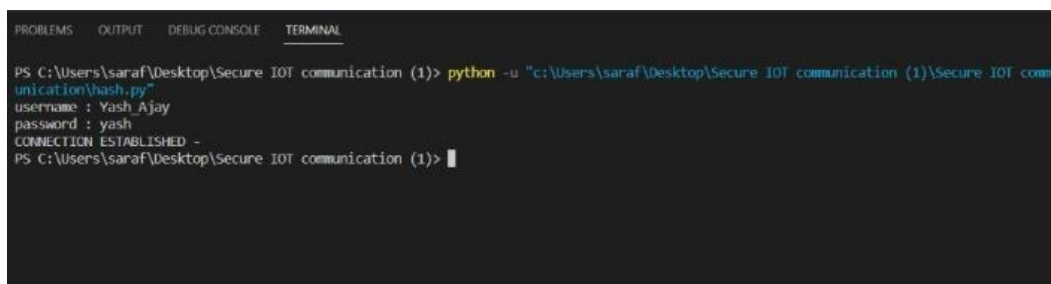 PROBLEMS OUTPUT DEBUG CONSOLE TERMINAL
PS C:\Users\saraf\Desktop\Secure IOT communication (1)> python -u "c:\Users\saraf\Desktop\Secure IOT communication (1)\Secure IOT comm
unication\hash.py"
username : Yash_Ajay
password : yash
CONNECTION ESTABLISHED -
PS C:\Users\saraf\Desktop\Secure IOT communication (1)>